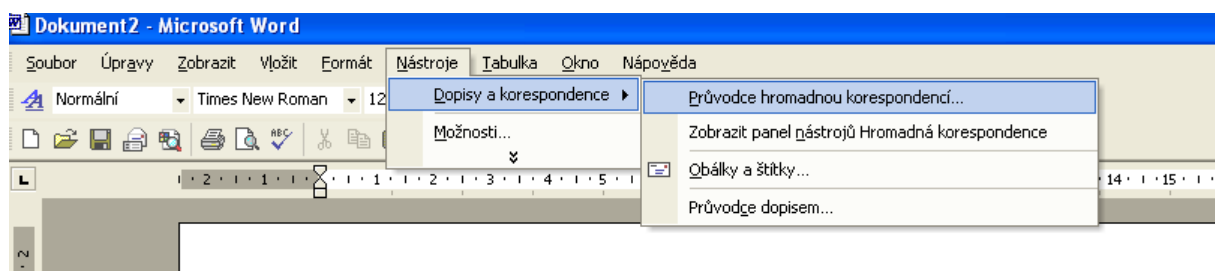 Dokument2 - Microsoft Word
Soubor Úpravy Zobrazit Vložit Formát Nástroje Tabulka Okno Nápověda
Normální Times New Roman 12
Dopisy a korespondence
Průvodce hromadnou korespondencí...
Možnosti...
Zobrazit panel nástrojů Hromadná korespondence
Obálky a štítky...
Průvodce dopisem...
ABC
L 2 1 1 2 3 4 5 14 15
2